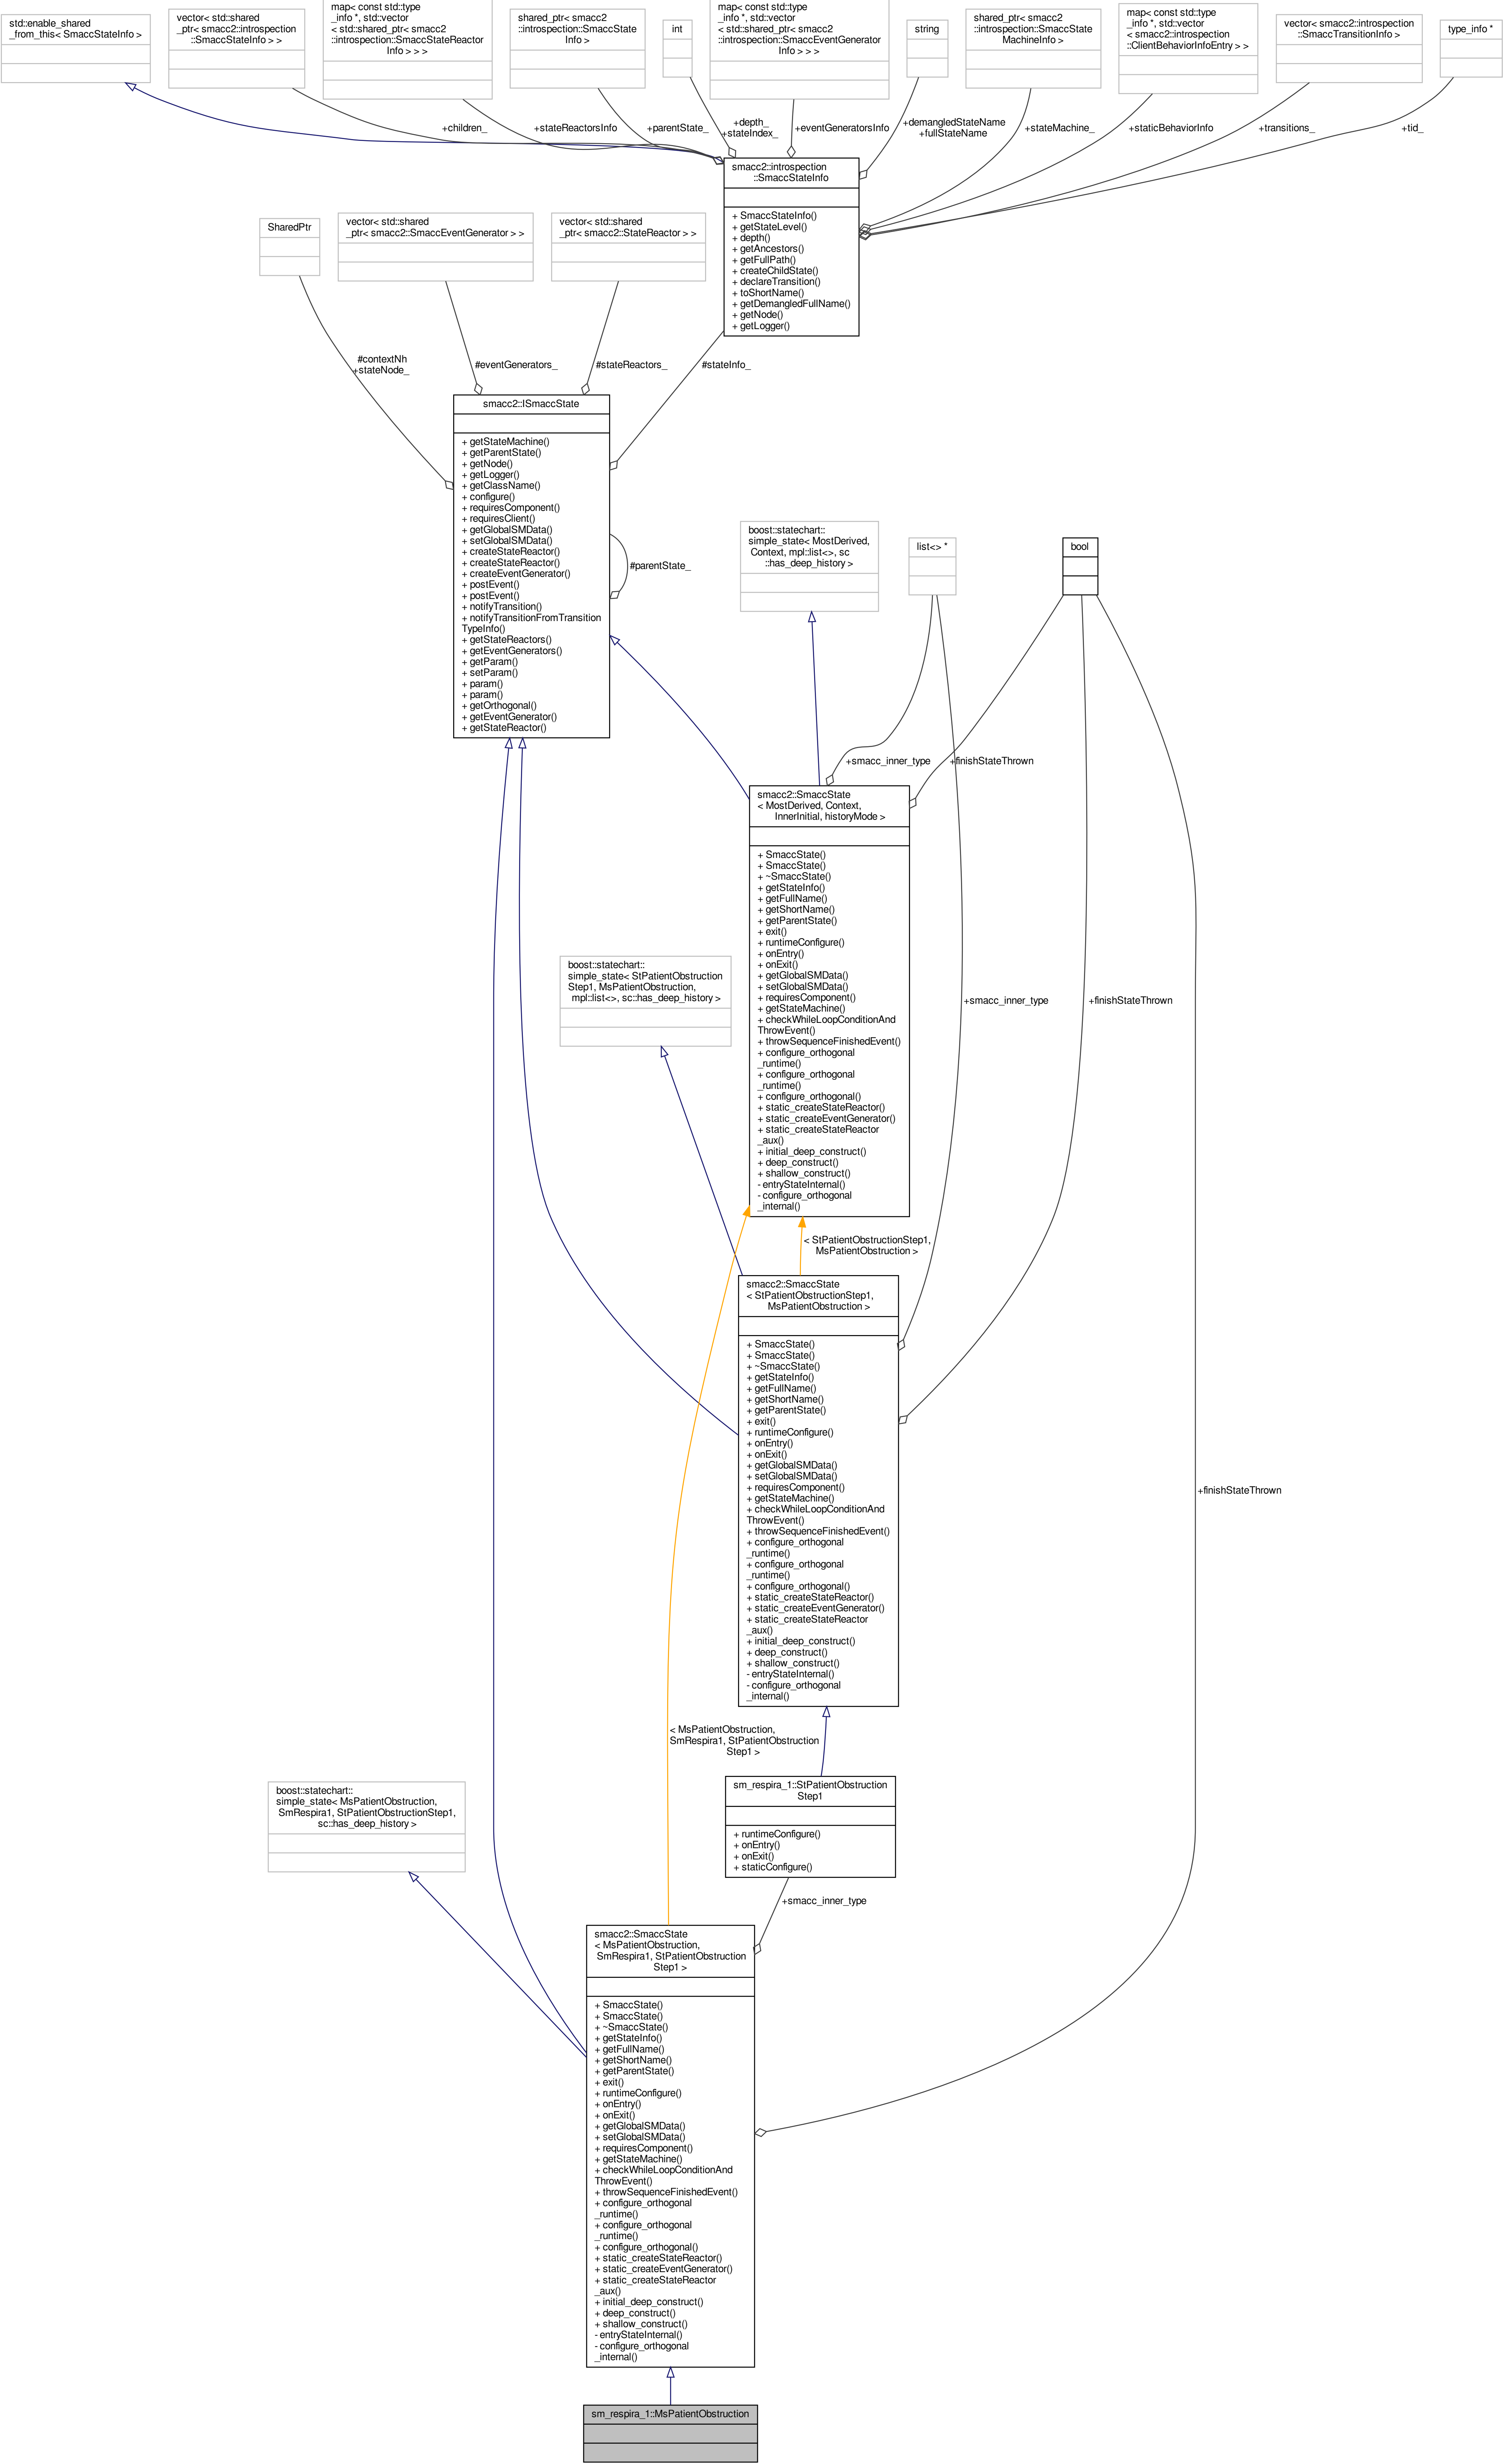 std::enable_shared
_from_this< SmaccStateInfo >
vector< std::shared
_ptr< smacc2::introspection
::SmaccStateInfo > >
map< const std::type
_info *, std::vector
< std::shared_ptr< smacc2
::introspection::SmaccStateReactor
Info > > >
shared_ptr< smacc2
::introspection::SmaccState
Info >
int
map< const std::type
_info *, std::vector
< std::shared_ptr< smacc2
::introspection::SmaccEventGenerator
Info > > >
string
shared_ptr< smacc2
::introspection::SmaccState
MachineInfo >
map< const std::type
_info *, std::vector
< smacc2::introspection
::ClientBehaviorInfoEntry > >
vector< smacc2::introspection
::SmaccTransitionInfo >
type_info *
+children_
+stateReactorsInfo
+parentState_
+depth_
+stateIndex_
+eventGeneratorsInfo
+demangledStateName
+fullStateName
+stateMachine_
+staticBehaviorInfo
+transitions_
+tid_
smacc2::introspection
::SmaccStateInfo
+ SmaccStateInfo()
+ getStateLevel()
+ depth()
+ getAncestors()
+ getFullPath()
+ createChildState()
+ declareTransition()
+ toShortName()
+ getDemangledFullName()
+ getNode()
+ getLogger()
SharedPtr
vector< std::shared
_ptr< smacc2::SmaccEventGenerator > >
vector< std::shared
_ptr< smacc2::StateReactor > >
#contextNh
+stateNode_
#eventGenerators_
#stateReactors_
#stateInfo_
smacc2::ISmaccState
+ getStateMachine()
+ getParentState()
+ getNode()
+ getLogger()
+ getClassName()
+ configure()
+ requiresComponent()
+ requiresClient()
+ getGlobalSMData()
+ setGlobalSMData()
+ createStateReactor()
+ createStateReactor()
+ createEventGenerator()
+ postEvent()
+ postEvent()
+ notifyTransition()
+ notifyTransitionFromTransition
TypeInfo()
+ getStateReactors()
+ getEventGenerators()
+ getParam()
+ setParam()
+ param()
+ param()
+ getOrthogonal()
+ getEventGenerator()
+ getStateReactor()
#parentState_
boost::statechart::
simple_state< MostDerived,
Context, mpl::list<>, sc
::has_deep_history >
list<> *
bool
+smacc_inner_type
+finishStateThrown
smacc2::SmaccState
< MostDerived, Context,
InnerInitial, historyMode >
+ SmaccState()
+ SmaccState()
+ ~SmaccState()
+ getStateInfo()
+ getFullName()
+ getShortName()
+ getParentState()
+ exit()
+ runtimeConfigure()
+ onEntry()
+ onExit()
+ getGlobalSMData()
+ setGlobalSMData()
+ requiresComponent()
+ getStateMachine()
+ checkWhileLoopConditionAnd
ThrowEvent()
+ throwSequenceFinishedEvent()
+ configure_orthogonal
_runtime()
+ configure_orthogonal
_runtime()
+ configure_orthogonal()
+ static_createStateReactor()
+ static_createEventGenerator()
+ static_createStateReactor
_aux()
+ initial_deep_construct()
+ deep_construct()
+ shallow_construct()
- entryStateInternal()
- configure_orthogonal
_internal()
boost::statechart::
simple_state< StPatientObstruction
Step1, MsPatientObstruction,
mpl::list<>, sc::has_deep_history >
+smacc_inner_type
+finishStateThrown
< StPatientObstructionStep1,
MsPatientObstruction >
smacc2::SmaccState
< StPatientObstructionStep1,
MsPatientObstruction >
+ SmaccState()
+ SmaccState()
+ ~SmaccState()
+ getStateInfo()
+ getFullName()
+ getShortName()
+ getParentState()
+ exit()
+ runtimeConfigure()
+ onEntry()
+ onExit()
+ getGlobalSMData()
+ setGlobalSMData()
+ requiresComponent()
+ getStateMachine()
+ checkWhileLoopConditionAnd
ThrowEvent()
+ throwSequenceFinishedEvent()
+ configure_orthogonal
_runtime()
+ configure_orthogonal
_runtime()
+ configure_orthogonal()
+ static_createStateReactor()
+ static_createEventGenerator()
+ static_createStateReactor
_aux()
+ initial_deep_construct()
+ deep_construct()
+ shallow_construct()
- entryStateInternal()
- configure_orthogonal
_internal()
+finishStateThrown
< MsPatientObstruction,
SmRespira1, StPatientObstruction
Step1 >
boost::statechart::
simple_state< MsPatientObstruction,
SmRespira1, StPatientObstructionStep1,
sc::has_deep_history >
sm_respira_1::StPatientObstruction
Step1
+ runtimeConfigure()
+ onEntry()
+ onExit()
+ staticConfigure()
+smacc_inner_type
smacc2::SmaccState
< MsPatientObstruction,
SmRespira1, StPatientObstruction
Step1 >
+ SmaccState()
+ SmaccState()
+ ~SmaccState()
+ getStateInfo()
+ getFullName()
+ getShortName()
+ getParentState()
+ exit()
+ runtimeConfigure()
+ onEntry()
+ onExit()
+ getGlobalSMData()
+ setGlobalSMData()
+ requiresComponent()
+ getStateMachine()
+ checkWhileLoopConditionAnd
ThrowEvent()
+ throwSequenceFinishedEvent()
+ configure_orthogonal
_runtime()
+ configure_orthogonal
_runtime()
+ configure_orthogonal()
+ static_createStateReactor()
+ static_createEventGenerator()
+ static_createStateReactor
_aux()
+ initial_deep_construct()
+ deep_construct()
+ shallow_construct()
- entryStateInternal()
- configure_orthogonal
_internal()
sm_respira_1::MsPatientObstruction